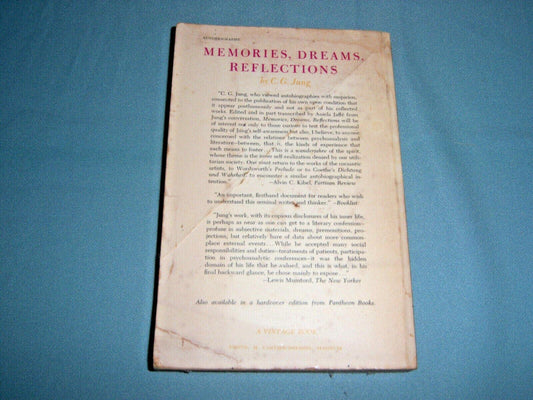 AUTOBIOGRAPHY
MEMORIES, DREAMS,
REFLECTIONS
by C. G. Jung
"C. G. Jung, who viewed autobiographies with suspicion,
consented to the publication of his own upon condition that
it appear posthumously and not as part of his collected
works. Edited and in part transcribed by Aniela Jaffé from
Jung's conversation, Memories, Dreams, Reflections will be
of interest not only to those curious to test the professional
quality of Jung's self-awareness but also, I believe, to anyone
concerned with the relation between psychoanalysis and
literature—between, that is, the kinds of experience that
each means to foster. . . . This is a wanderjahre of the spirit,
whose theme is the inner self-realization denied by our utili-
tarian society. One must return to the works of the romantic
artists, to Wordsworth's Prelude or to Goethe's Dichtung
und Wahrheit, to encounter a similar autobiographical in-
tention." —Alvin C. Kibel, Partisan Review
"An important, firsthand document for readers who wish
to understand this seminal writer and thinker." —Booklist
"Jung's work, with its copious disclosures of his inner life,
is perhaps as near as one can get to a literary confession—
profuse in subjective materials, dreams, premonitions, pro-
jections, but relatively bare of data about more common-
place external events. . . . While he accepted many social
responsibilities and duties—treatments of patients, participa-
tion in psychoanalytic conferences—it was the hidden
domain of his life that he valued; and this is what, in his
final backward glance, he chose mainly to expose. . . ."
—Lewis Mumford, The New Yorker
Also available in a hardcover edition from Pantheon Books.
A VINTAGE BOOK